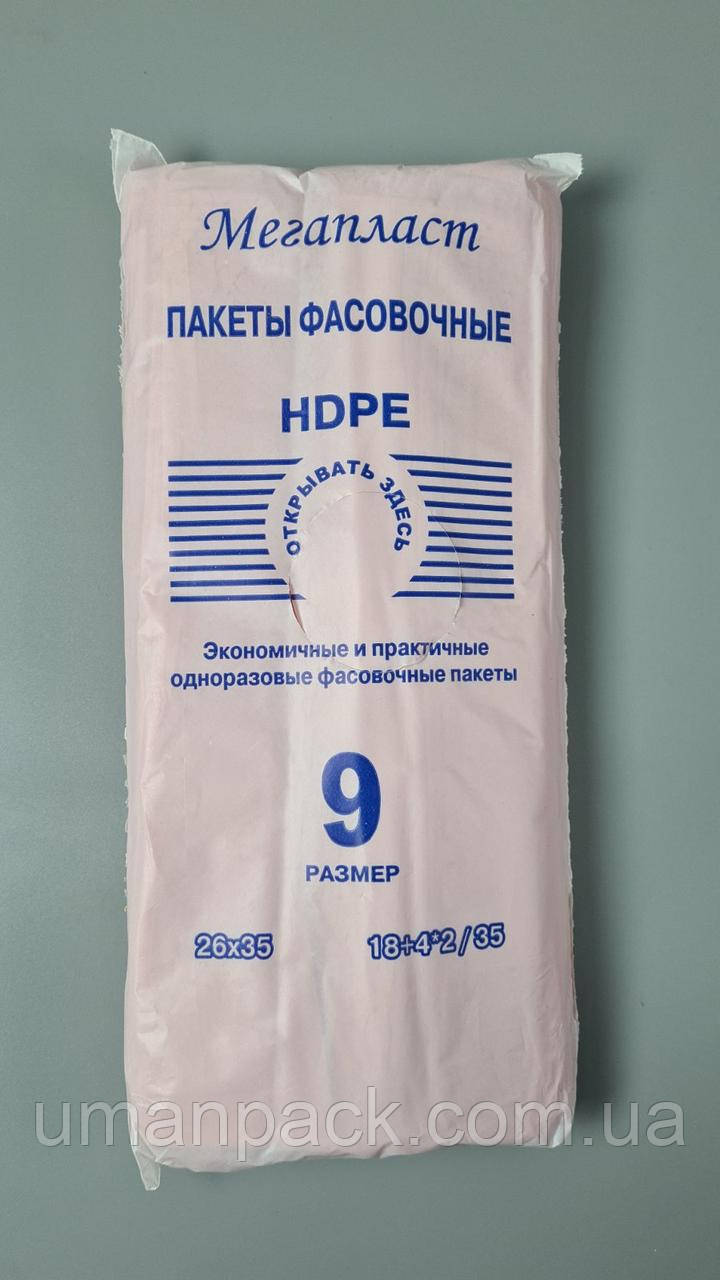 Мегапласт
ПАКЕТЫ ФАСОВОЧНЫЕ
HDPE
ОТКРЫВАТЬ ЗДЕСЬ
Экономичные и практичные
одноразовые фасовочные пакеты
9
РАЗМЕР
26x35 18+4*2/35
umanpack.com.ua